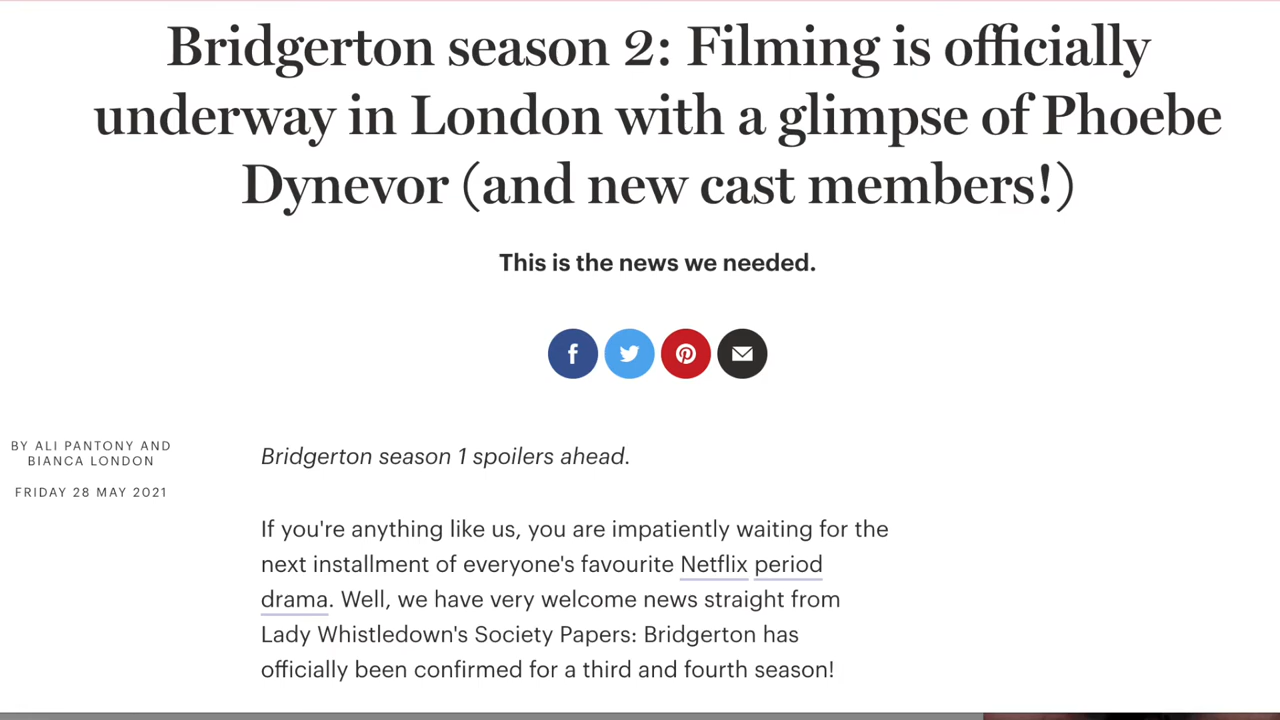 Bridgerton season 2: Filming is officially
underway in London with a glimpse of Phoebe
Dynevor (and new cast members!)
This is the news we needed.
BY ALI PANTONY AND
BIANCA LONDON
FRIDAY 28 MAY 2021
Bridgerton season 1 spoilers ahead.
If you're anything like us, you are impatiently waiting for the
next installment of everyone's favourite Netflix period
drama. Well, we have very welcome news straight from
Lady Whistledown's Society Papers: Bridgerton has
officially been confirmed for a third and fourth season!